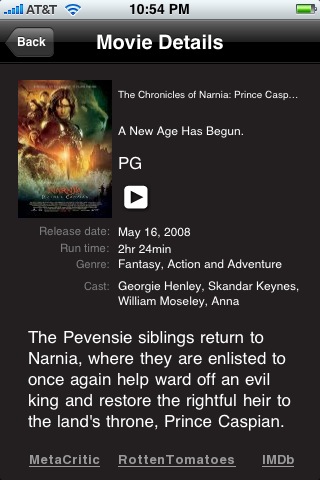 AT&T 10:54 PM
Back Movie Details
The Chronicles of Narnia: Prince Casp...
A New Age Has Begun.
PG
NARNIA
PRINCE CASPIAN
Release date: May 16, 2008
Run time: 2hr 24min
Genre: Fantasy, Action and Adventure
Cast: Georgie Henley, Skandar Keynes,
William Moseley, Anna
The Pevensie siblings return to
Narnia, where they are enlisted to
once again help ward off an evil
king and restore the rightful heir to
the land's throne, Prince Caspian.
MetaCritic RottenTomatoes IMDb